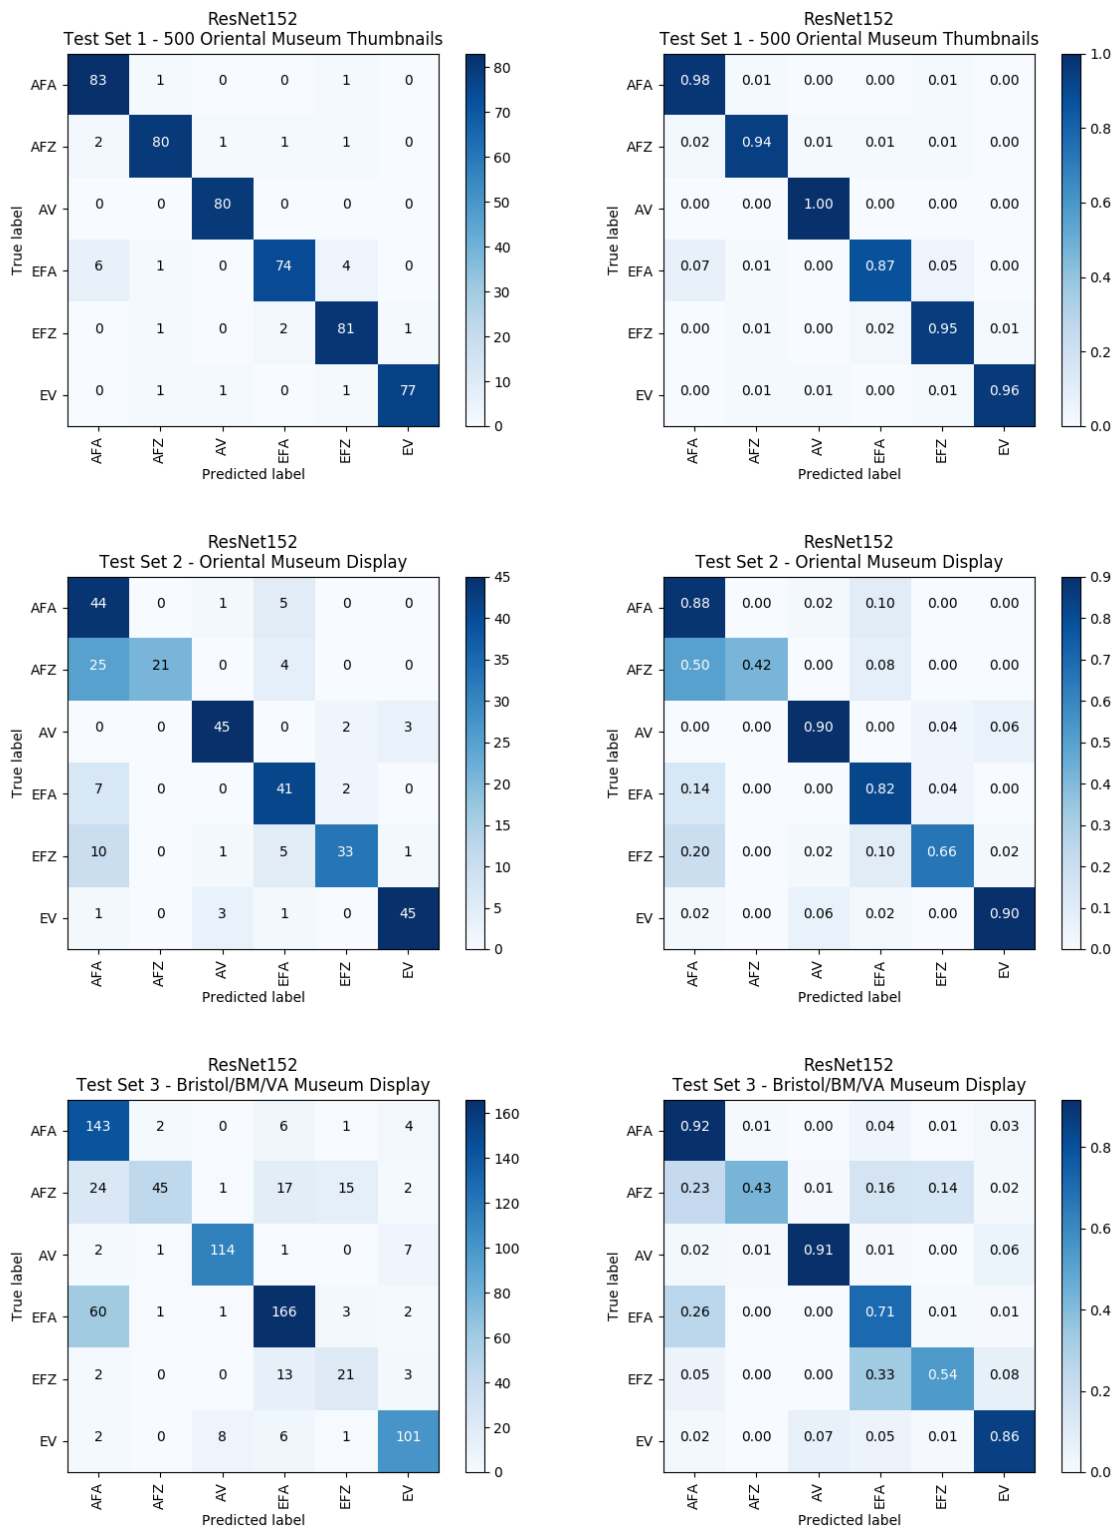 ResNet152
Test Set 1 - 500 Oriental Museum Thumbnails
True label
AFA 83 1 0 0 1 0
AFZ 2 80 1 1 1 0
AV 0 0 80 0 0 0
EFA 6 1 0 74 4 0
EFZ 0 1 0 2 81 1
EV 0 1 1 0 1 77
AFA AFZ AV EFA EFZ EV
Predicted label
80
70
60
50
40
30
20
10
0
ResNet152
Test Set 1 - 500 Oriental Museum Thumbnails
True label
AFA 0.98 0.01 0.00 0.00 0.01 0.00
AFZ 0.02 0.94 0.01 0.01 0.01 0.00
AV 0.00 0.00 1.00 0.00 0.00 0.00
EFA 0.07 0.01 0.00 0.87 0.05 0.00
EFZ 0.00 0.01 0.00 0.02 0.95 0.01
EV 0.00 0.01 0.01 0.00 0.01 0.96
AFA AFZ AV EFA EFZ EV
Predicted label
1.0
0.8
0.6
0.4
0.2
0.0
ResNet152
Test Set 2 - Oriental Museum Display
True label
AFA 44 0 1 5 0 0
AFZ 25 21 0 4 0 0
AV 0 0 45 0 2 3
EFA 7 0 0 41 2 0
EFZ 10 0 1 5 33 1
EV 1 0 3 1 0 45
AFA AFZ AV EFA EFZ EV
Predicted label
45
40
35
30
25
20
15
10
5
0
ResNet152
Test Set 2 - Oriental Museum Display
True label
AFA 0.88 0.00 0.02 0.10 0.00 0.00
AFZ 0.50 0.42 0.00 0.08 0.00 0.00
AV 0.00 0.00 0.90 0.00 0.04 0.06
EFA 0.14 0.00 0.00 0.82 0.04 0.00
EFZ 0.20 0.00 0.02 0.10 0.66 0.02
EV 0.02 0.00 0.06 0.02 0.00 0.90
AFA AFZ AV EFA EFZ EV
Predicted label
0.9
0.8
0.7
0.6
0.5
0.4
0.3
0.2
0.1
0.0
ResNet152
Test Set 3 - Bristol/BM/VA Museum Display
True label
AFA 143 2 0 6 1 4
AFZ 24 45 1 17 15 2
AV 2 1 114 1 0 7
EFA 60 1 1 166 3 2
EFZ 2 0 0 13 21 3
EV 2 0 8 6 1 101
AFA AFZ AV EFA EFZ EV
Predicted label
160
140
120
100
80
60
40
20
0
ResNet152
Test Set 3 - Bristol/BM/VA Museum Display
True label
AFA 0.92 0.01 0.00 0.04 0.01 0.03
AFZ 0.23 0.43 0.01 0.16 0.14 0.02
AV 0.02 0.01 0.91 0.01 0.00 0.06
EFA 0.26 0.00 0.00 0.71 0.01 0.01
EFZ 0.05 0.00 0.00 0.33 0.54 0.08
EV 0.02 0.00 0.07 0.05 0.01 0.86
AFA AFZ AV EFA EFZ EV
Predicted label
0.8
0.6
0.4
0.2
0.0